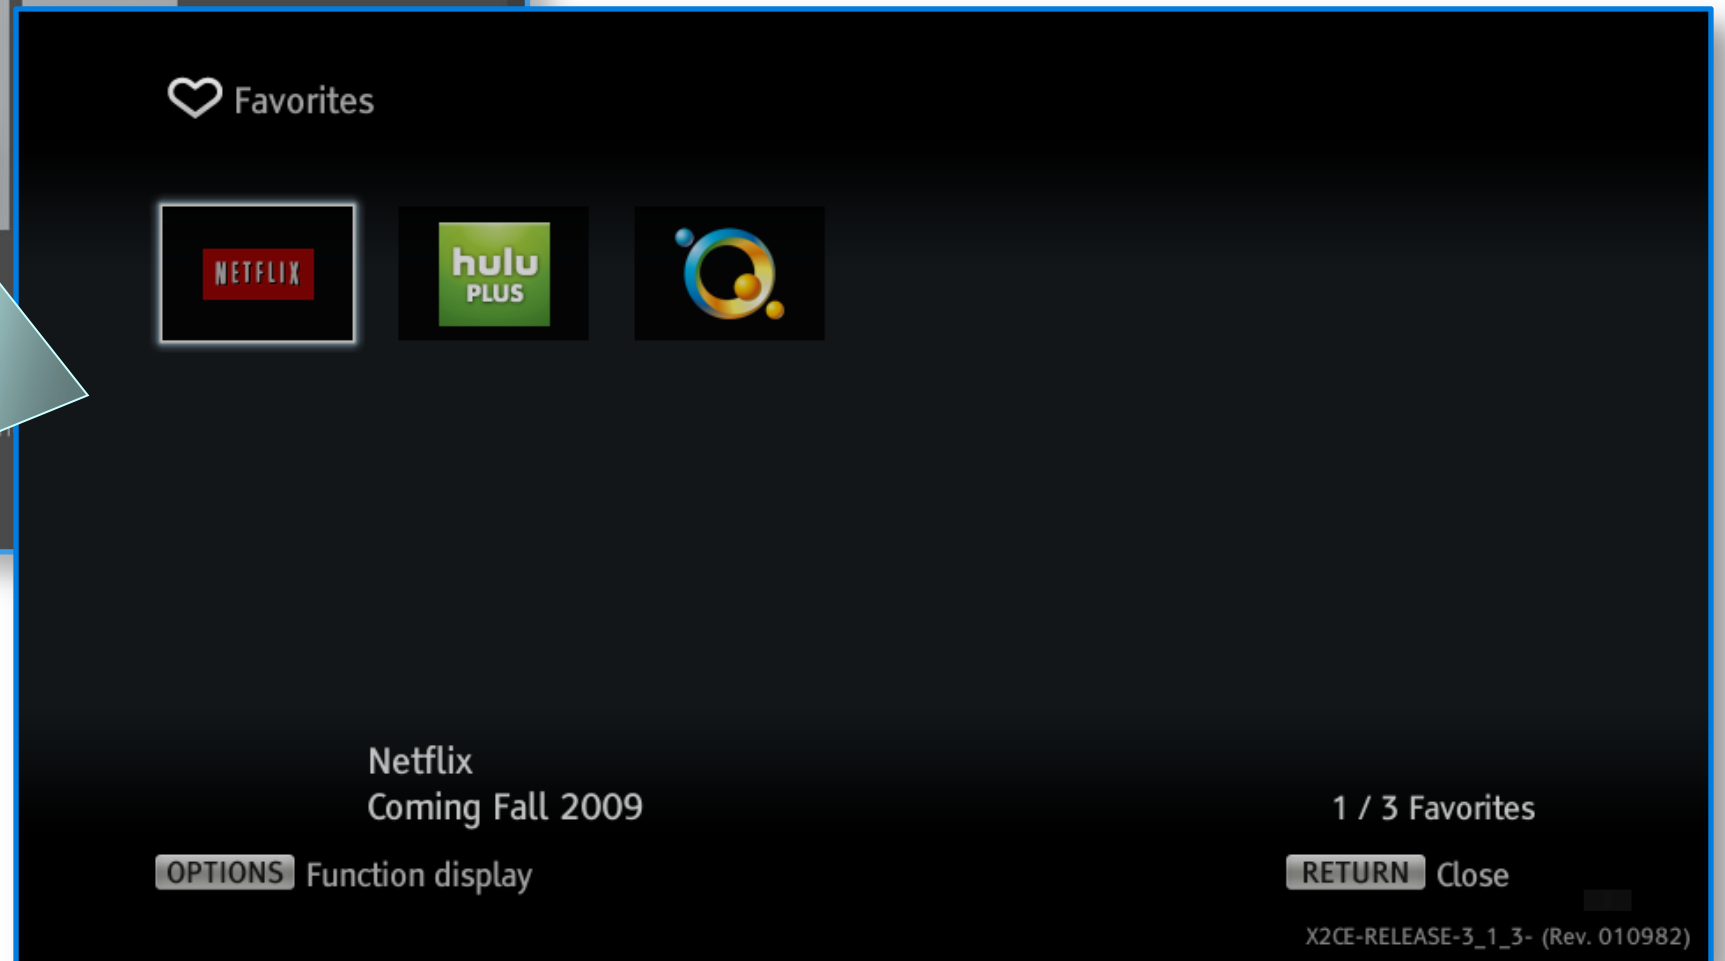 Favorites
NETFLIX
hulu
PLUS
Netflix
Coming Fall 2009
1 / 3 Favorites
OPTIONS Function display
RETURN Close
X2CE-RELEASE-3_1_3- (Rev. 010982)